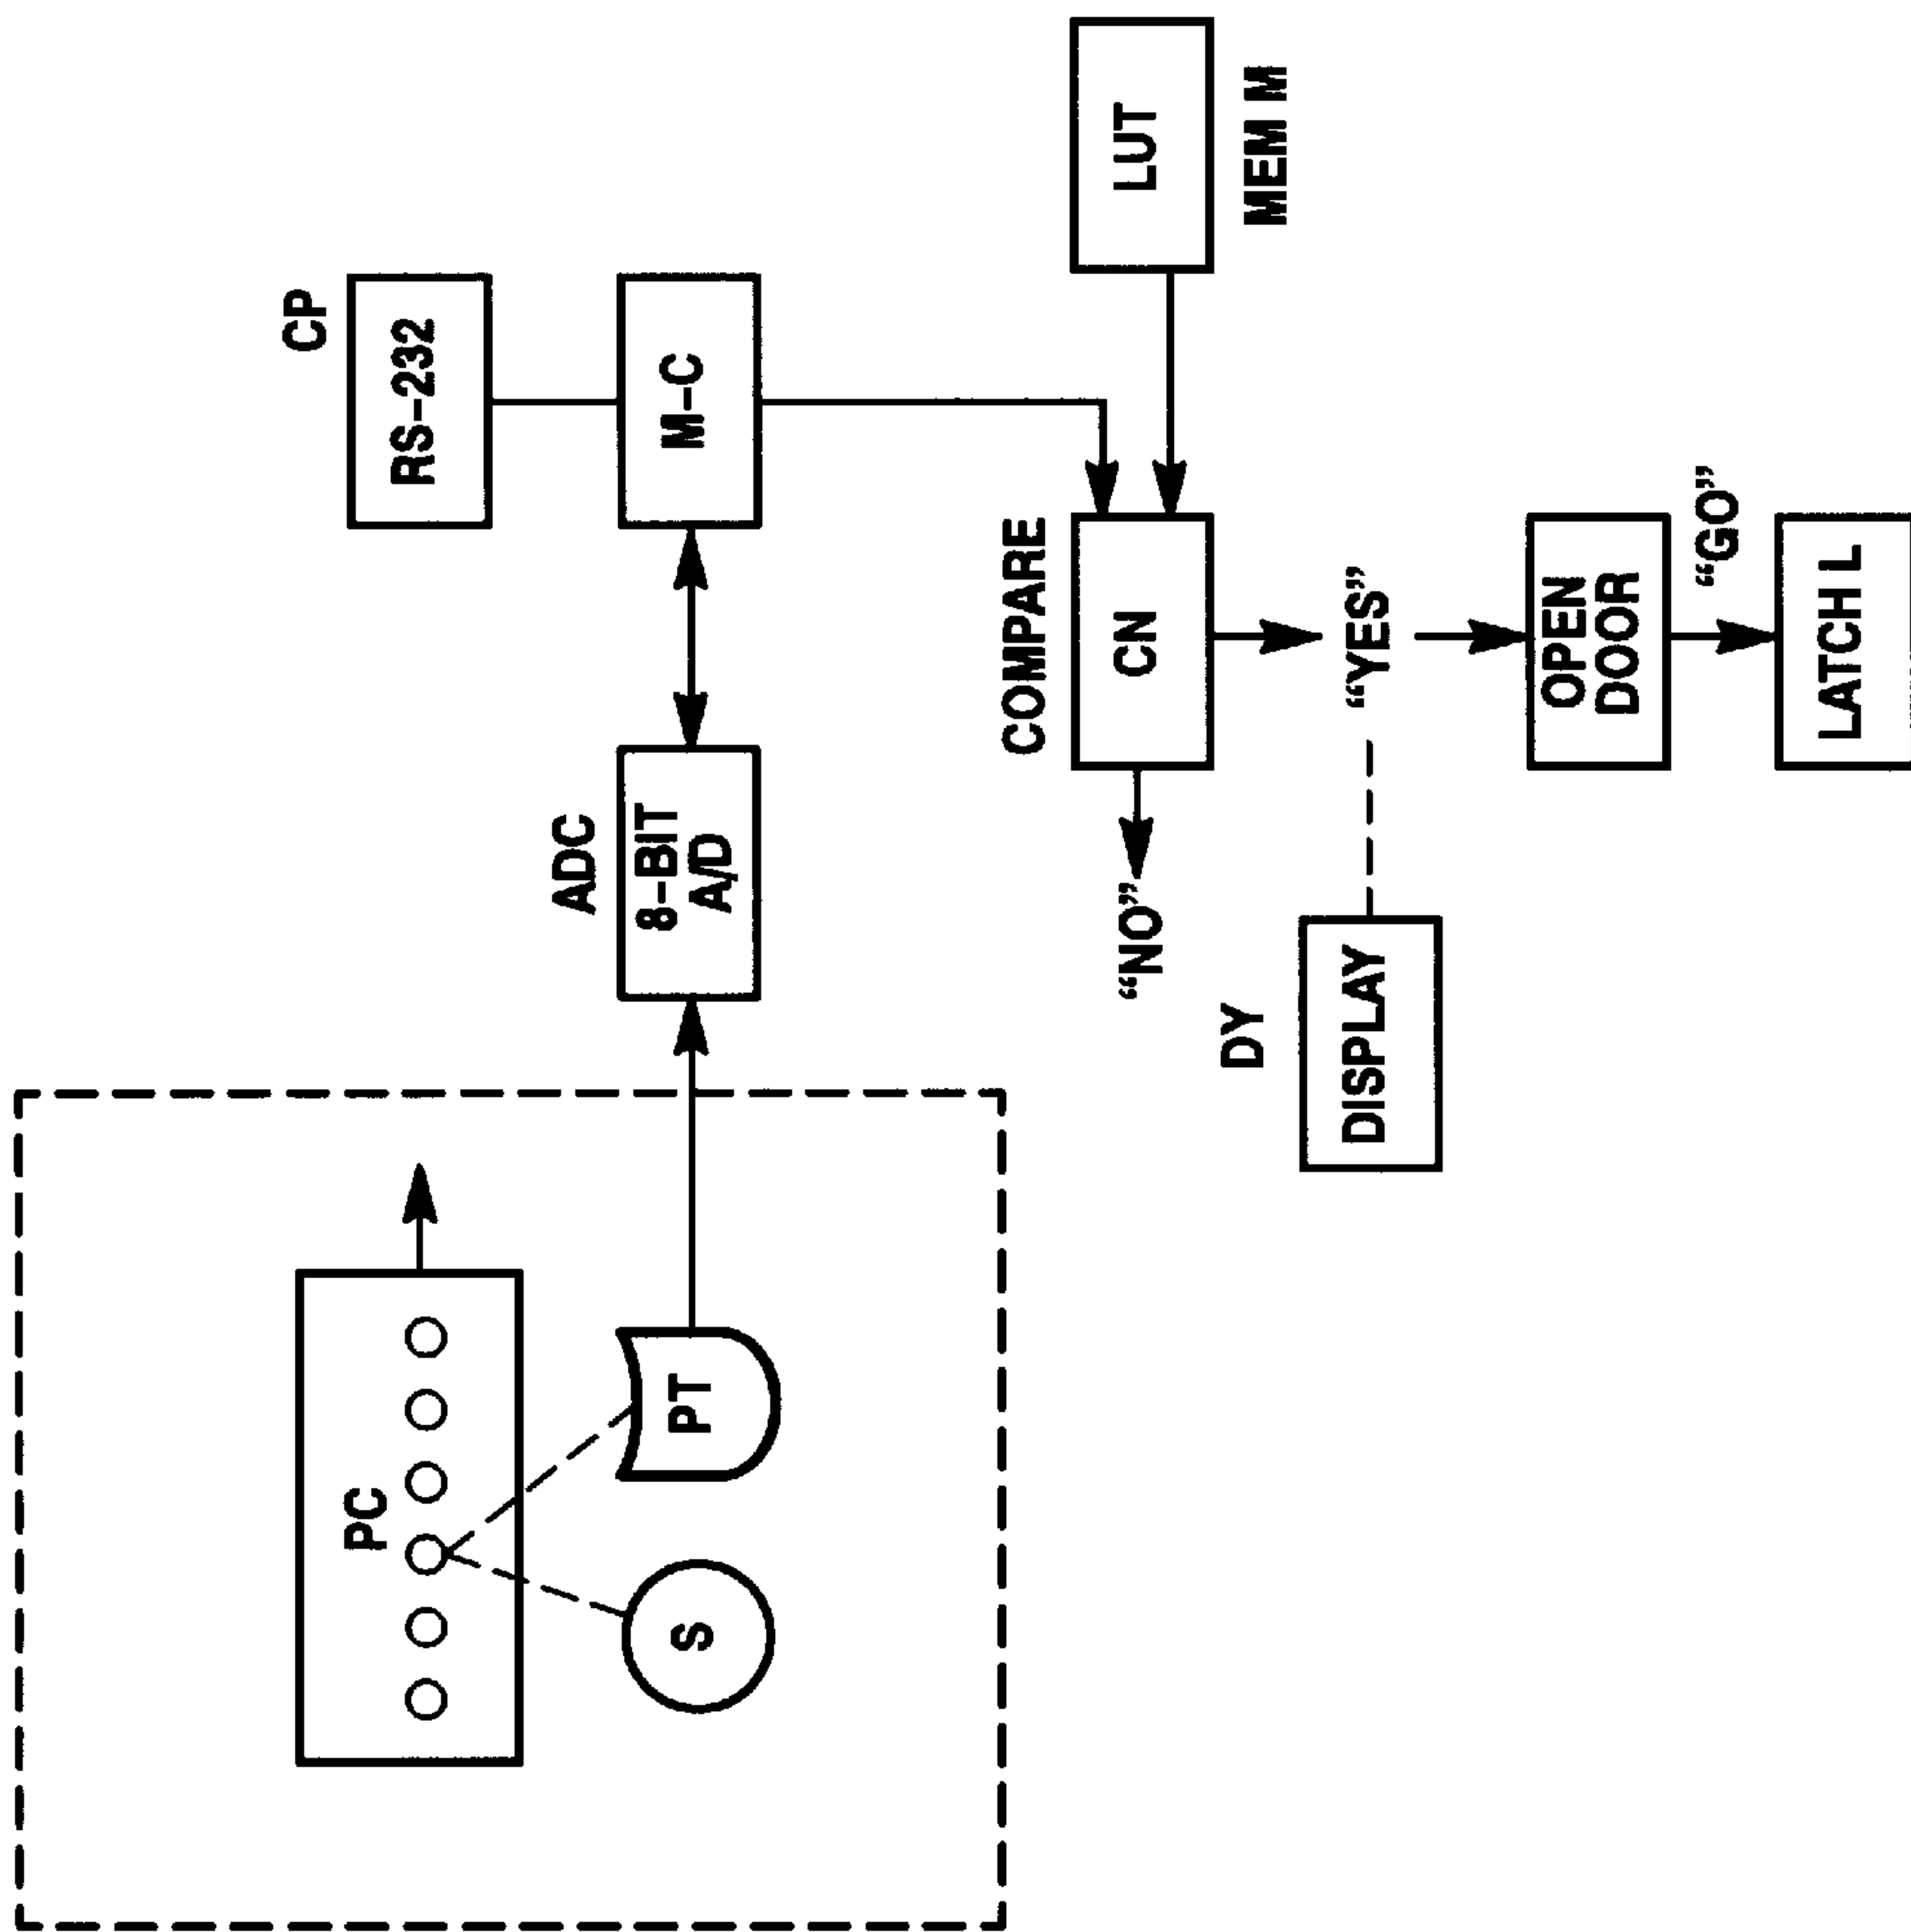 PC
S
PT
ADC
8-BIT
A/D
CP
RS-232
M-C
COMPARE
CN
LUT
MEM M
"NO"
"YES"
DY
DISPLAY
OPEN
DOOR
"GO"
LATCH L